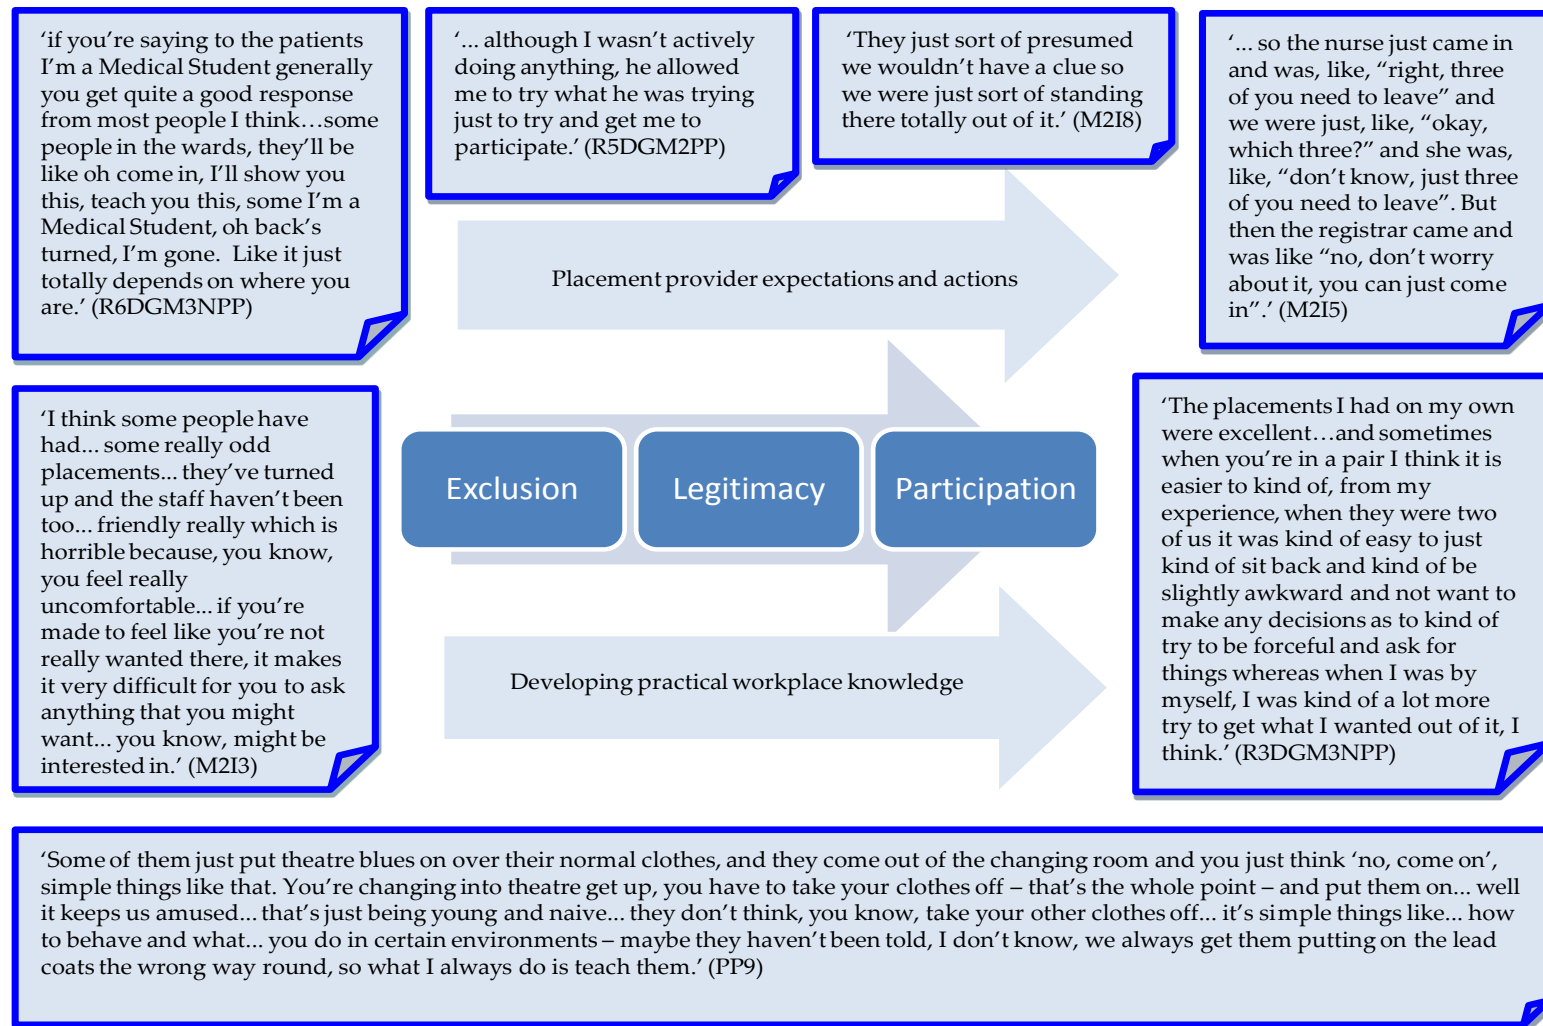 ‘if you’re saying to the patients
I’m a Medical Student generally
you get quite a good response
from most people I think…some
people in the wards, they’ll be
like oh come in, I’ll show you
this, teach you this, some I’m a
Medical Student, oh back’s
turned, I’m gone. Like it just
totally depends on where you
are.’ (R6DGM3NPP)
‘... although I wasn’t actively
doing anything, he allowed
me to try what he was trying
just to try and get me to
participate.’ (R5DGM2PP)
‘They just sort of presumed
we wouldn’t have a clue so
we were just sort of standing
there totally out of it.’ (M2I8)
‘... so the nurse just came in
and was, like, “right, three
of you need to leave” and
we were just, like, “okay,
which three?” and she was,
like, “don’t know, just three
of you need to leave”. But
then the registrar came and
was like “no, don’t worry
about it, you can just come
in”.’ (M2I5)
Placement provider expectations and actions
‘I think some people have
had... some really odd
placements... they’ve turned
up and the staff haven’t been
too... friendly really which is
horrible because, you know,
you feel really
uncomfortable... if you’re
made to feel like you’re not
really wanted there, it makes
it very difficult for you to ask
anything that you might
want... you know, might be
interested in.’ (M2I3)
Exclusion
Legitimacy
Participation
Developing practical workplace knowledge
‘The placements I had on my own
were excellent…and sometimes
when you’re in a pair I think it is
easier to kind of, from my
experience, when they were two
of us it was kind of easy to just
kind of sit back and kind of be
slightly awkward and not want to
make any decisions as to kind of
try to be forceful and ask for
things whereas when I was by
myself, I was kind of a lot more
try to get what I wanted out of it, I
think.’ (R3DGM3NPP)
‘Some of them just put theatre blues on over their normal clothes, and they come out of the changing room and you just think ‘no, come on’,
simple things like that. You’re changing into theatre get up, you have to take your clothes off – that’s the whole point – and put them on... well
it keeps us amused... that’s just being young and naive... they don’t think, you know, take your other clothes off... it’s simple things like... how
to behave and what... you do in certain environments – maybe they haven’t been told, I don’t know, we always get them putting on the lead
coats the wrong way round, so what I always do is teach them.’ (PP9)